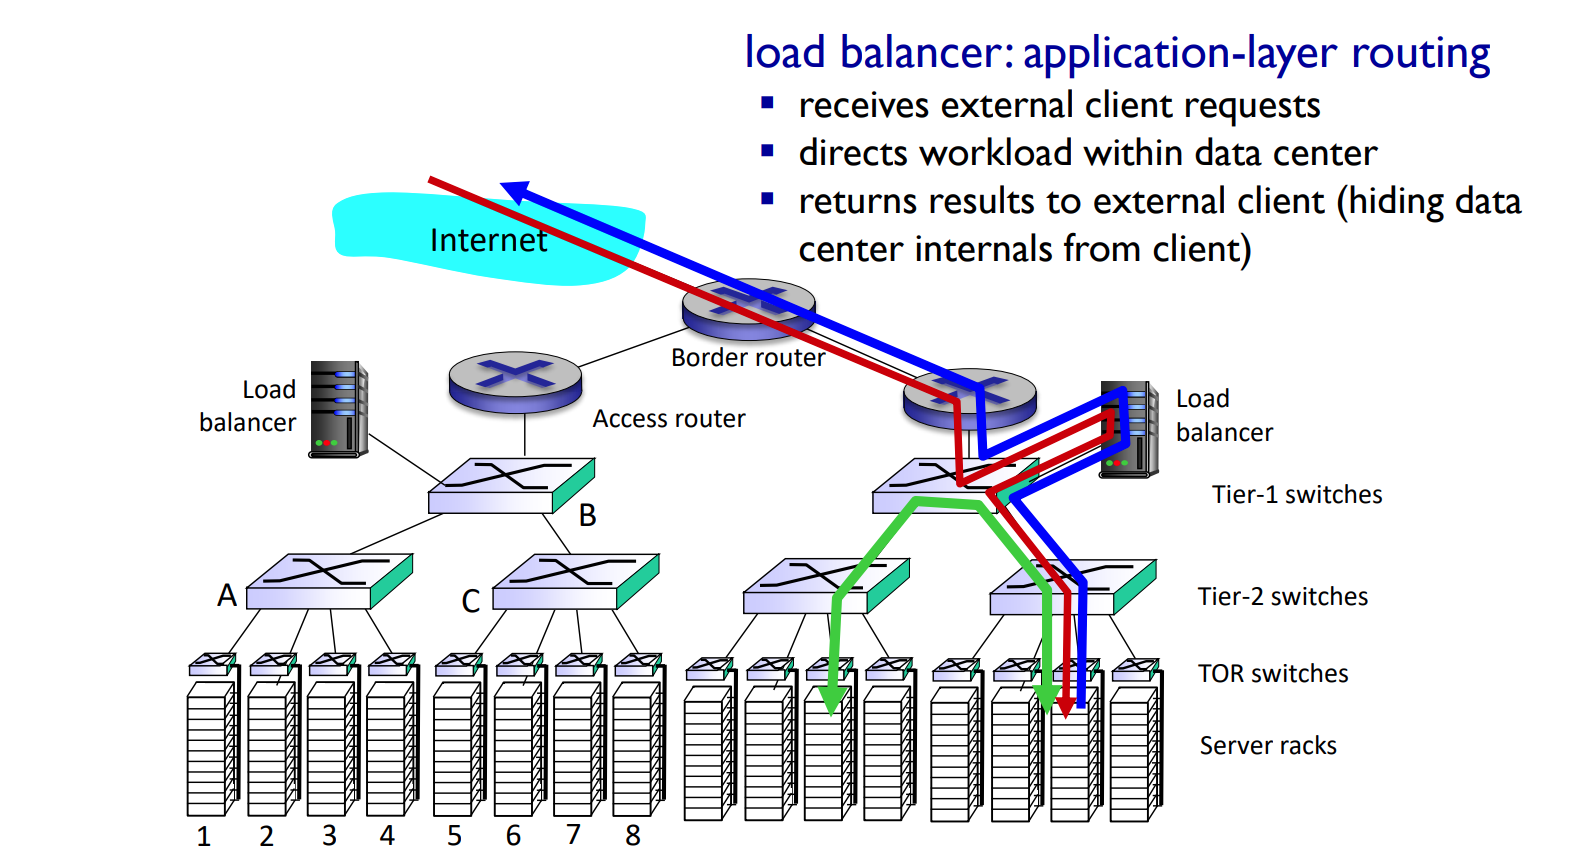 load balancer: application-layer routing
▪ receives external client requests
▪ directs workload within data center
▪ returns results to external client (hiding data
center internals from client)
Internet
Border router
Access router
Load
balancer
Load
balancer
Tier-1 switches
B
A
C
Tier-2 switches
TOR switches
Server racks
1 2 3 4 5 6 7 8